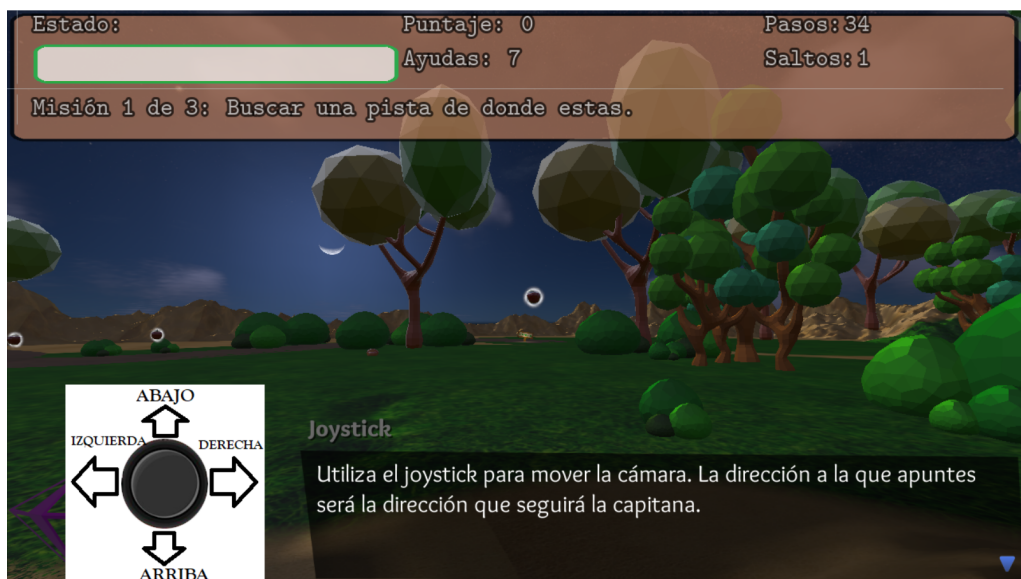 Estado:
Puntaje: 0
Pasos:34
Ayudas: 7
Saltos:1
Misión 1 de 3: Buscar una pista de donde estas.
ABAJO
IZQUIERDA
DERECHA
ARRIBA
Joystick
Utiliza el joystick para mover la cámara. La dirección a la que apuntes
será la dirección que seguirá la capitana.